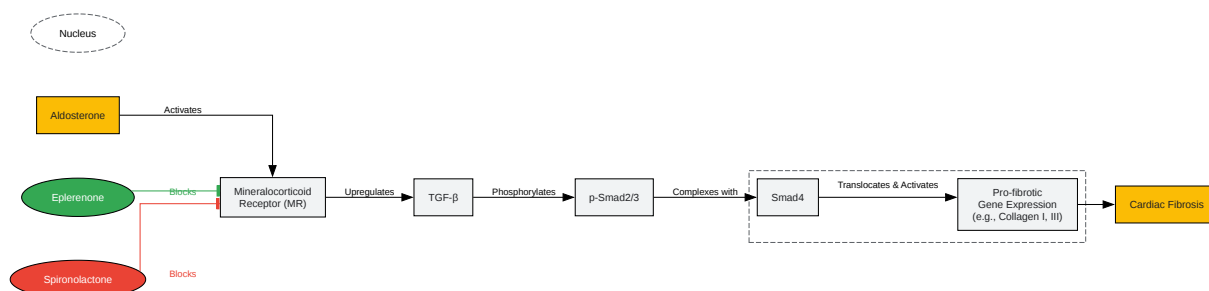 Nucleus
Aldosterone
Activates
Eplerenone
Blocks
Mineralocorticoid
Receptor (MR)
Upregulates
TGF-β
Phosphorylates
p-Smad2/3
Complexes with
Smad4
Translocates & Activates
Pro-fibrotic
Gene Expression
(e.g., Collagen I, III)
Cardiac Fibrosis
Spironolactone
Blocks